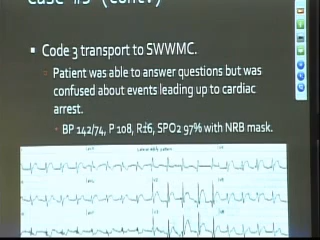 Case #3 (cont.)
Code 3 transport to SWWMC.
Patient was able to answer questions but was
confused about events leading up to cardiac
arrest.
BP 142/74, P 108, R16, SPO2 97% with NRB mask.